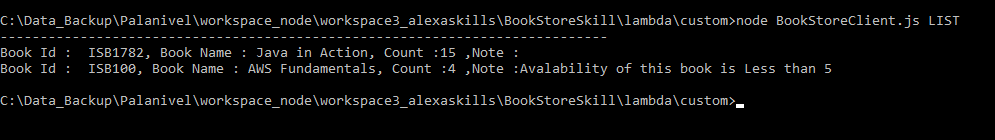 C:\Data_Backup\Palanivel\workspace_node\workspace3_alexaskills\BookStoreSkill\lambda\custom>node BookStoreClient.js LIST
---------------------------------------------------------------------------
Book Id :  ISB1782, Book Name : Java in Action, Count :15 ,Note :
Book Id :  ISB100, Book Name : AWS Fundamentals, Count :4 ,Note :Avalability of this book is Less than 5
C:\Data_Backup\Palanivel\workspace_node\workspace3_alexaskills\BookStoreSkill\lambda\custom>